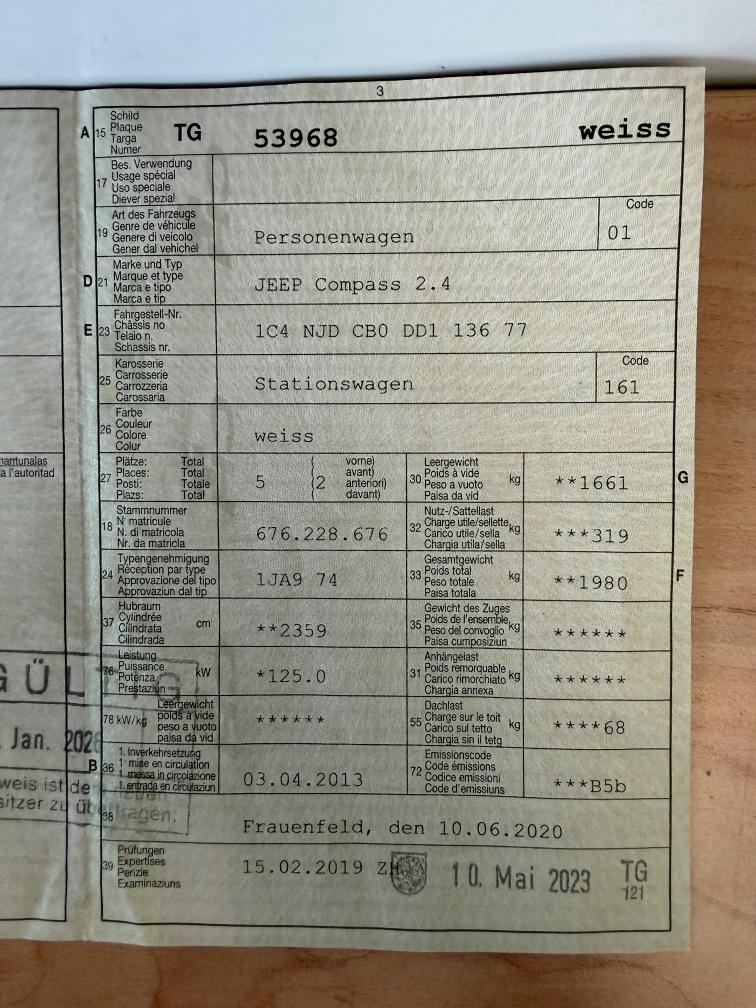 3
A 15 Schild
Plaque
Targa
Numer
TG 53968 weiss
17 Bes. Verwendung
Usage spécial
Uso speciale
Diever spezial
19 Art des Fahrzeugs
Genre de véhicule
Genere di veicolo
Gener dal vehichel
Personenwagen
Code
01
D 21 Marke und Typ
Marque et type
Marca e tipo
Marca e tip
JEEP Compass 2.4
E 23 Fahrgestell-Nr.
Châssis no
Telaio n.
Schassis nr.
1C4 NJD CB0 DD1 136 77
25 Karosserie
Carrosserie
Carrozzeria
Carossaria
Stationswagen
Code
161
26 Farbe
Couleur
Colore
Colur
weiss
27 Plätze: Total
Places: Total
Posti: Totale
Plazs: Total
5 (2 vorne)
avant)
anteriori)
davant)
30 Leergewicht
Poids à vide
Peso a vuoto
Paisa da vid
kg
**1661
G
18 Stammnummer
N matricule
N. di matricola
Nr. da matricla
676.228.676
32 Nutz-/Sattellast
Charge utile/sellette
Carico utile/sella
Chargia utila/sella
kg
***319
24 Typengenehmigung
Réception par type
Approvazione del tipo
Approvaziun dal tip
1JA9 74
33 Gesamtgewicht
Poids total
Peso totale
Paisa totala
kg
**1980
F
37 Hubraum
Cylindrée
Cilindrata
Cilindrada
cm
**2359
35 Gewicht des Zuges
Poids de l'ensemble
Peso del convoglio
Paisa cumposiziun
kg
******
76 Leistung
Puissance
Potenza
Prestaziun
kW
*125.0
31 Anhängelast
Poids remorquable
Carico rimorchiato
Chargia annexa
kg
******
78 kW/kg Leergewicht
poids à vide
peso a vuoto
paisa da vid
******
55 Dachlast
Charge sur le toit
Carico sul tetto
Chargia sin il tetg
kg
****68
B 36 1. Inverkehrsetzung
1 mise en circulation
1 messa in circolazione
1. entrada en circulaziun
03.04.2013
72 Emissionscode
Code émissions
Codice emissioni
Code d'emissiuns
***B5b
38
Frauenfeld, den 10.06.2020
39 Prüfungen
Expertises
Perizie
Examinaziuns
15.02.2019 ZH
10. Mai 2023 TG
121
a l'autoritad
GÜLTIG
Jan.
weis ist de
sitzer zu übertragen.